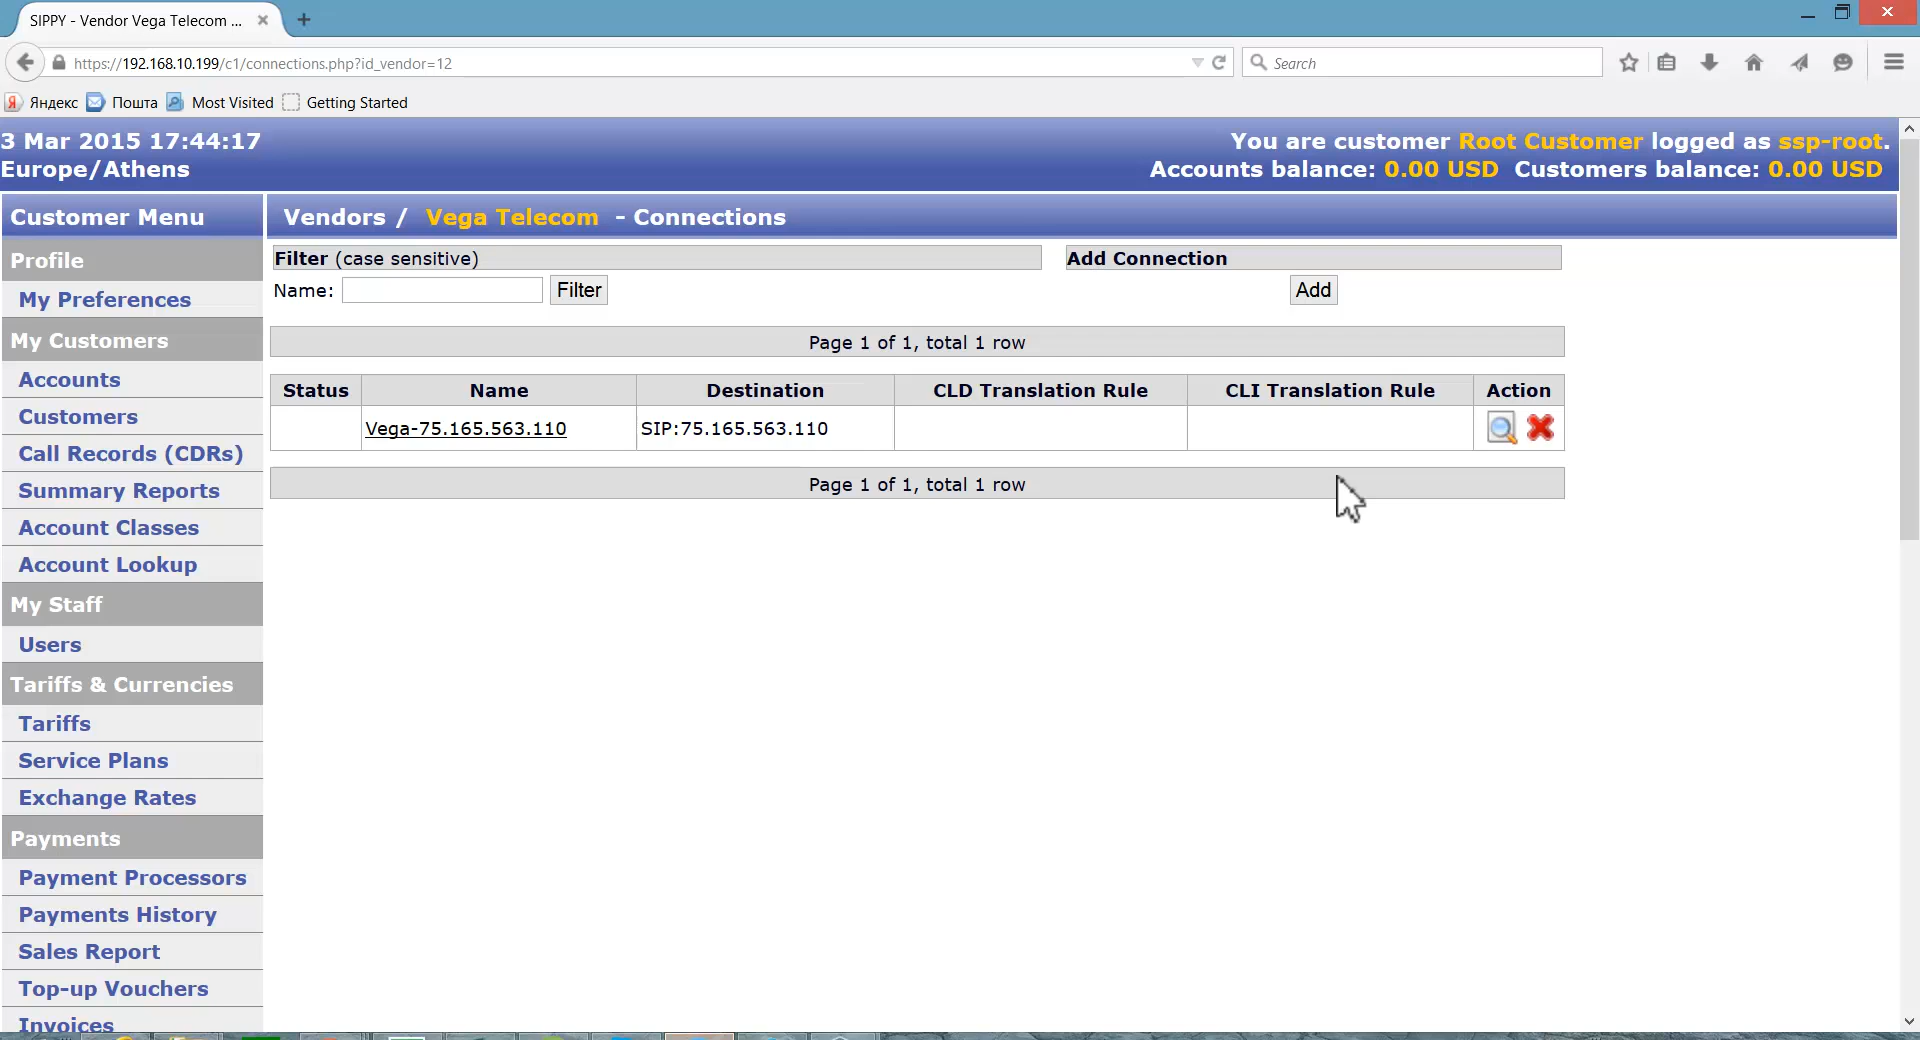 SIPPY - Vendor Vega Telecom ...
https://192.168.10.199/c1/connections.php?id_vendor=12
Search
Яндекс Пошта Most Visited Getting Started
3 Mar 2015 17:44:17
Europe/Athens
You are customer Root Customer logged as ssp-root.
Accounts balance: 0.00 USD Customers balance: 0.00 USD
Customer Menu
Profile
My Preferences
My Customers
Accounts
Customers
Call Records (CDRs)
Summary Reports
Account Classes
Account Lookup
My Staff
Users
Tariffs & Currencies
Tariffs
Service Plans
Exchange Rates
Payments
Payment Processors
Payments History
Sales Report
Top-up Vouchers
Invoices
Vendors / Vega Telecom - Connections
Filter (case sensitive)
Name: Filter
Add Connection
Add
Page 1 of 1, total 1 row
Status Name Destination CLD Translation Rule CLI Translation Rule Action
Vega-75.165.563.110 SIP:75.165.563.110
Page 1 of 1, total 1 row